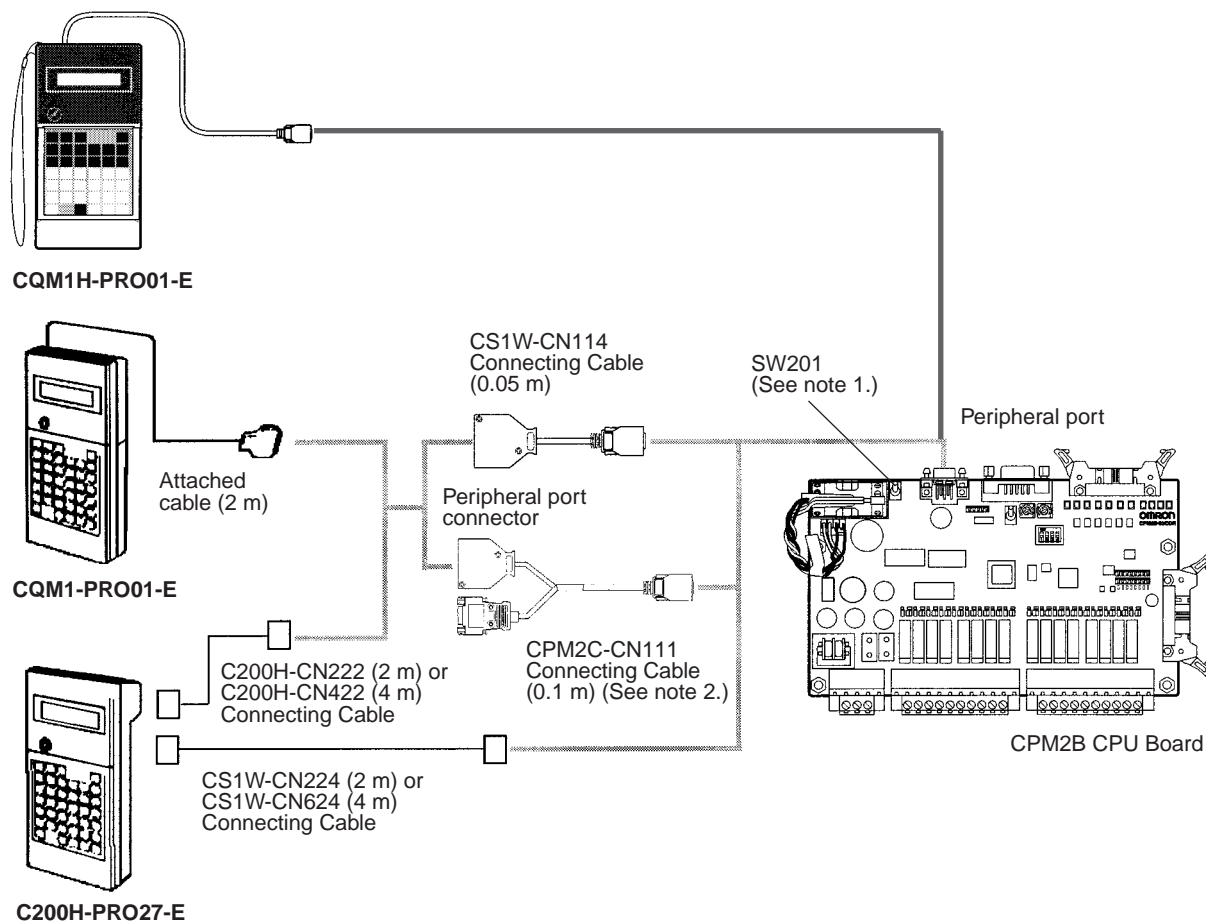 CQM1H-PRO01-E
CS1W-CN114
Connecting Cable
(0.05 m)
SW201
(See note 1.)
Peripheral port
Attached
cable (2 m)
Peripheral port
connector
OMRON
CQM1-PRO01-E
CPM2C-CN111
Connecting Cable
(0.1 m) (See note 2.)
C200H-CN222 (2 m) or
C200H-CN422 (4 m)
Connecting Cable
CPM2B CPU Board
CS1W-CN224 (2 m) or
CS1W-CN624 (4 m)
Connecting Cable
C200H-PRO27-E